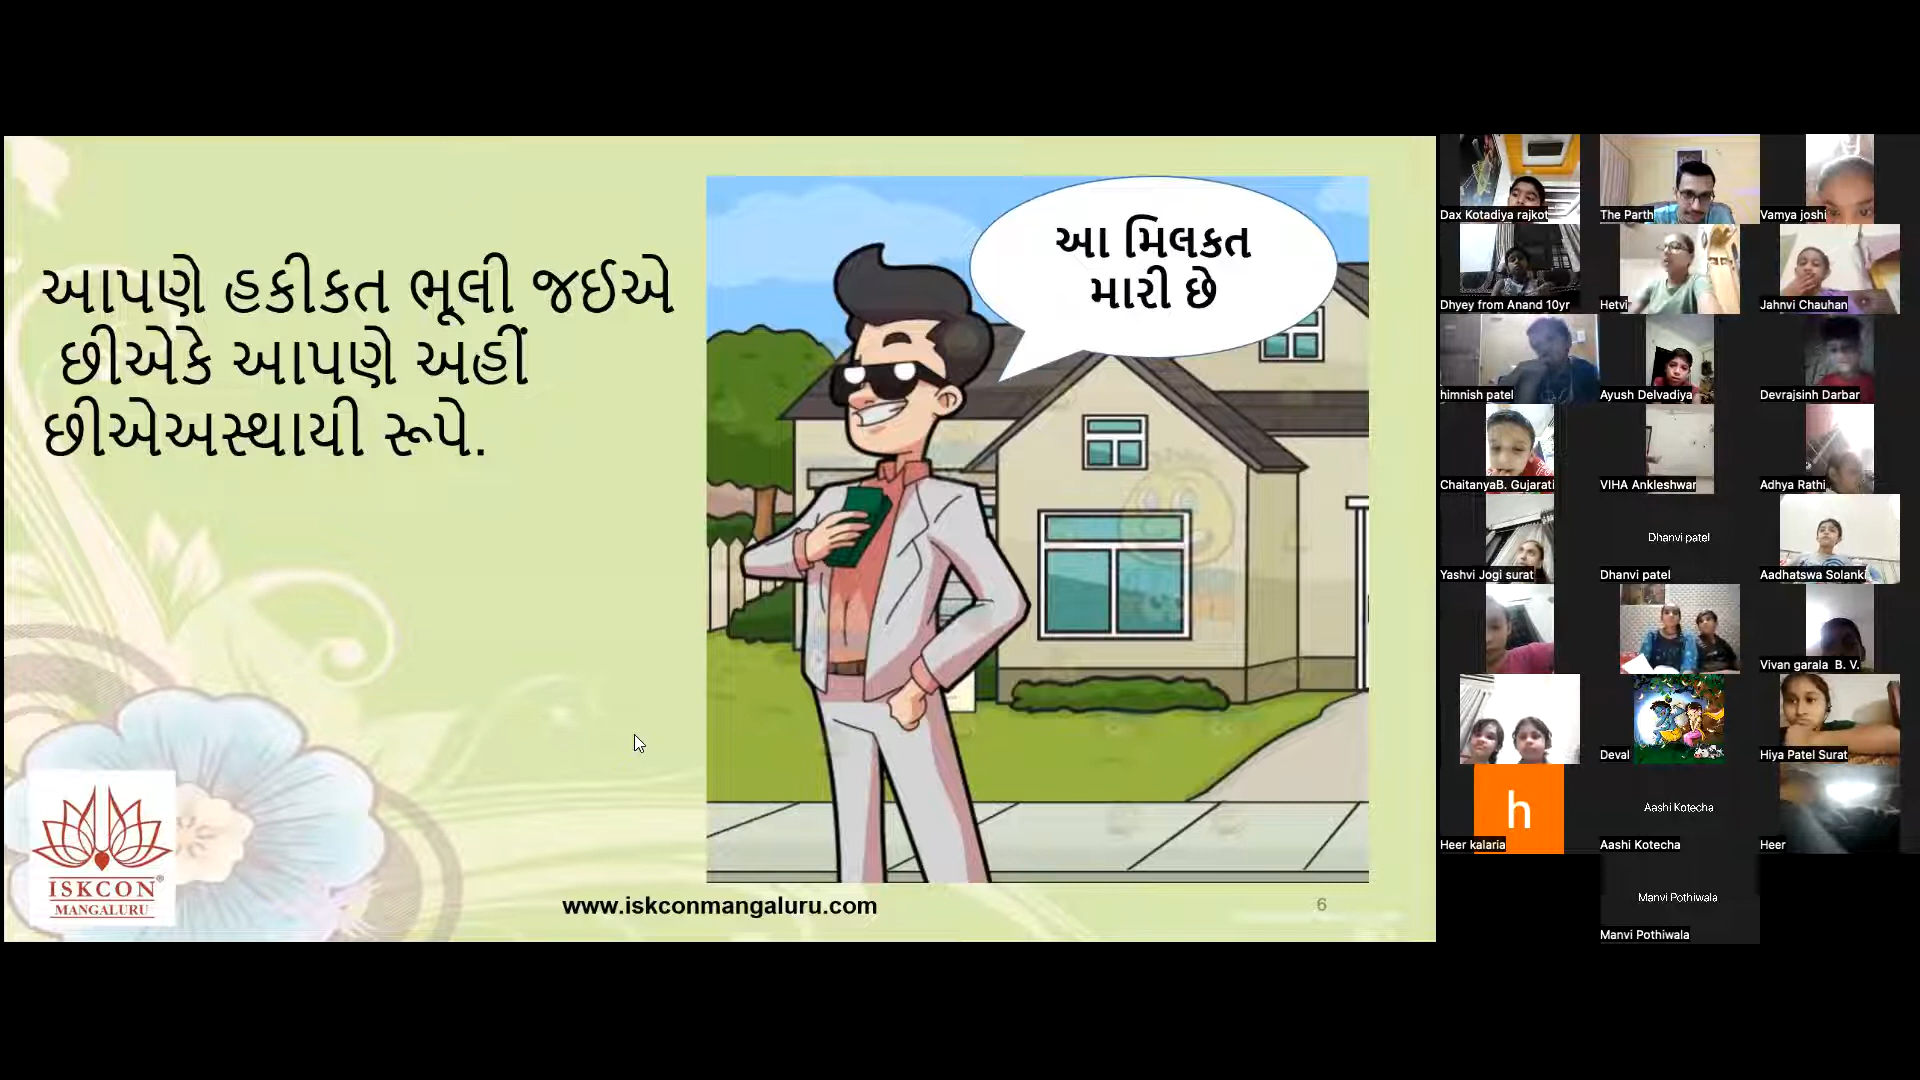 આપણે હકીકત ભૂલી જઈએ
છીએકે આપણે અહીં
છીએઅસ્થાયી રૂપે.
આ મિલકત
મારી છે
ISKCON®
MANGALURU
www.iskconmangaluru.com
6
Dax Kotadiya rajkot
The Parth
Vamya joshi
Dhyey from Anand 10yr
Hetvi
Jahnvi Chauhan
himnish patel
Ayush Delvadiya
Devrajsinh Darbar
ChaitanyaB. Gujarati
VIHA Ankleshwar
Adhya Rathi
Dhanvi patel
Yashvi Jogi surat
Dhanvi patel
Aadhatswa Solanki
Vivan garala B. V.
Deval
Hiya Patel Surat
h
Aashi Kotecha
Heer kalaria
Aashi Kotecha
Heer
Manvi Pothiwala
Manvi Pothiwala